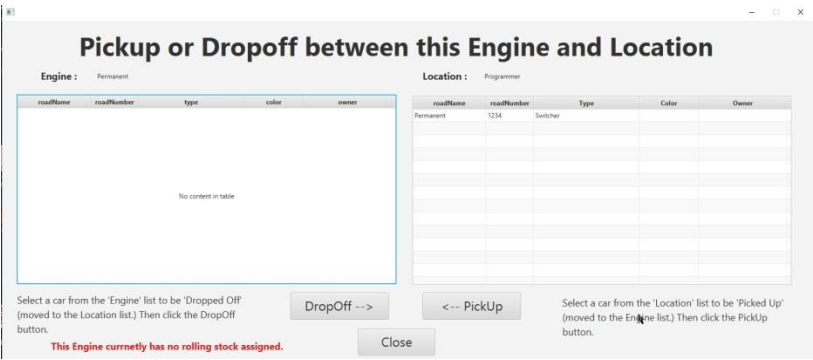 Pickup or Dropoff between this Engine and Location
Engine : Permanent
Location : Programmer
roadName roadNumber type color owner
roadName roadNumber Type Color Owner
Permanent 1234 Switcher
No content in table
Select a car from the 'Engine' list to be 'Dropped Off'
(moved to the Location list.) Then click the DropOff
button.
DropOff -->
<-- PickUp
Select a car from the 'Location' list to be 'Picked Up'
(moved to the Engine list.) Then click the PickUp
button.
This Engine currnetly has no rolling stock assigned.
Close